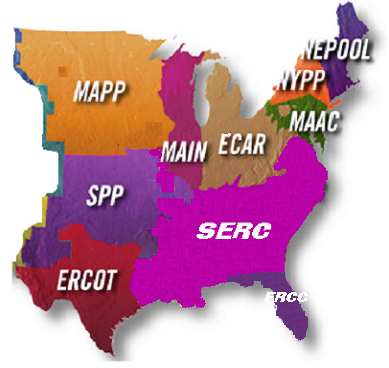 NEPOOL
NYPP
MAPP
MAAC
MAIN
ECAR
SPP
SERC
ERCOT
FRCC